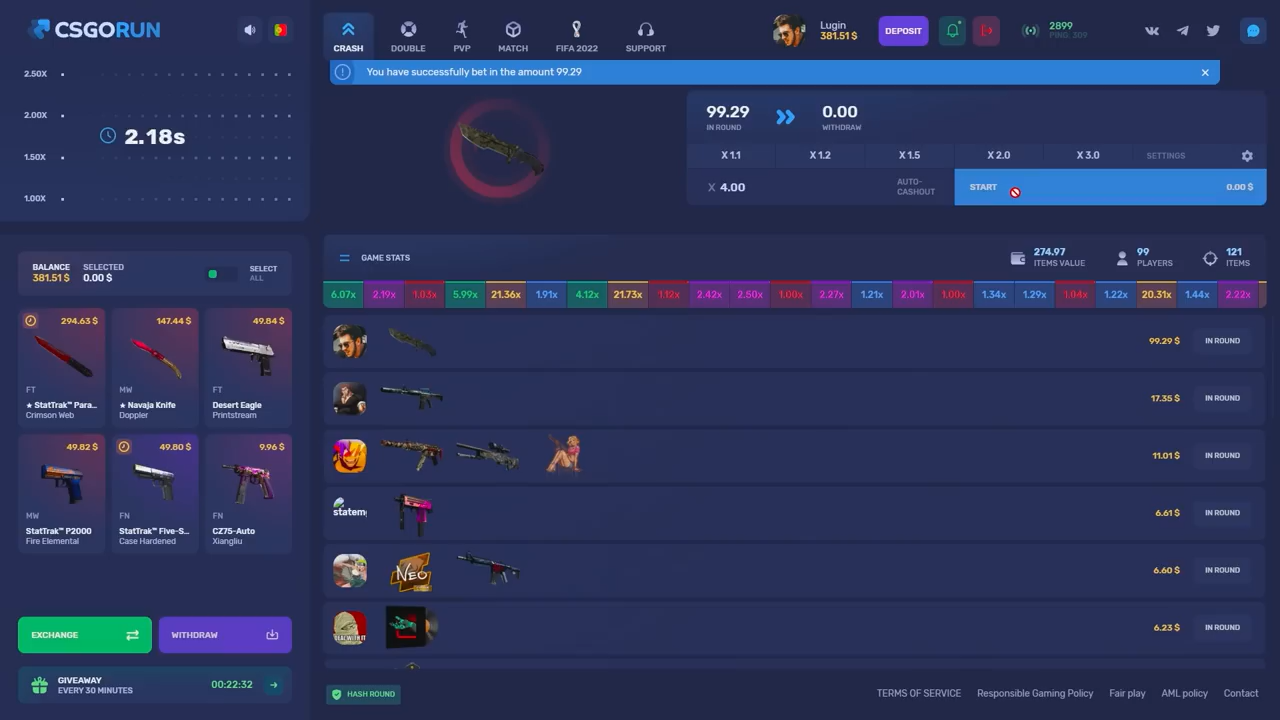 CSGORUN
CRASH
DOUBLE
PVP
MATCH
FIFA 2022
SUPPORT
Lugin
381.51 $
DEPOSIT
2899
PING: 309
You have successfully bet in the amount 99.29
2.50X
2.00X
1.50X
1.00X
2.18s
99.29
IN ROUND
0.00
WITHDRAW
X 1.1
X 1.2
X 1.5
X 2.0
X 3.0
SETTINGS
X 4.00
AUTO-
CASHOUT
START
0.00 $
BALANCE
381.51 $
SELECTED
0.00 $
SELECT
ALL
294.63 $
FT
★ StatTrak™ Para...
Crimson Web
147.44 $
MW
★ Navaja Knife
Doppler
49.84 $
FT
Desert Eagle
Printstream
49.82 $
MW
StatTrak™ P2000
Fire Elemental
49.80 $
FN
StatTrak™ Five-S...
Case Hardened
9.96 $
FN
CZ75-Auto
Xiangliu
EXCHANGE
WITHDRAW
GIVEAWAY
EVERY 30 MINUTES
00:22:32
GAME STATS
274.97
ITEMS VALUE
99
PLAYERS
121
ITEMS
6.07x 2.19x 1.03x 5.99x 21.36x 1.91x 4.12x 21.73x 1.12x 2.42x 2.50x 1.00x 2.27x 1.21x 2.01x 1.00x 1.34x 1.29x 1.04x 1.22x 20.31x 1.44x 2.22x
99.29 $ IN ROUND
17.35 $ IN ROUND
11.01 $ IN ROUND
statem
6.61 $ IN ROUND
NEO
6.60 $ IN ROUND
DEAL WITH IT
6.23 $ IN ROUND
HASH ROUND
TERMS OF SERVICE
Responsible Gaming Policy
Fair play
AML policy
Contact